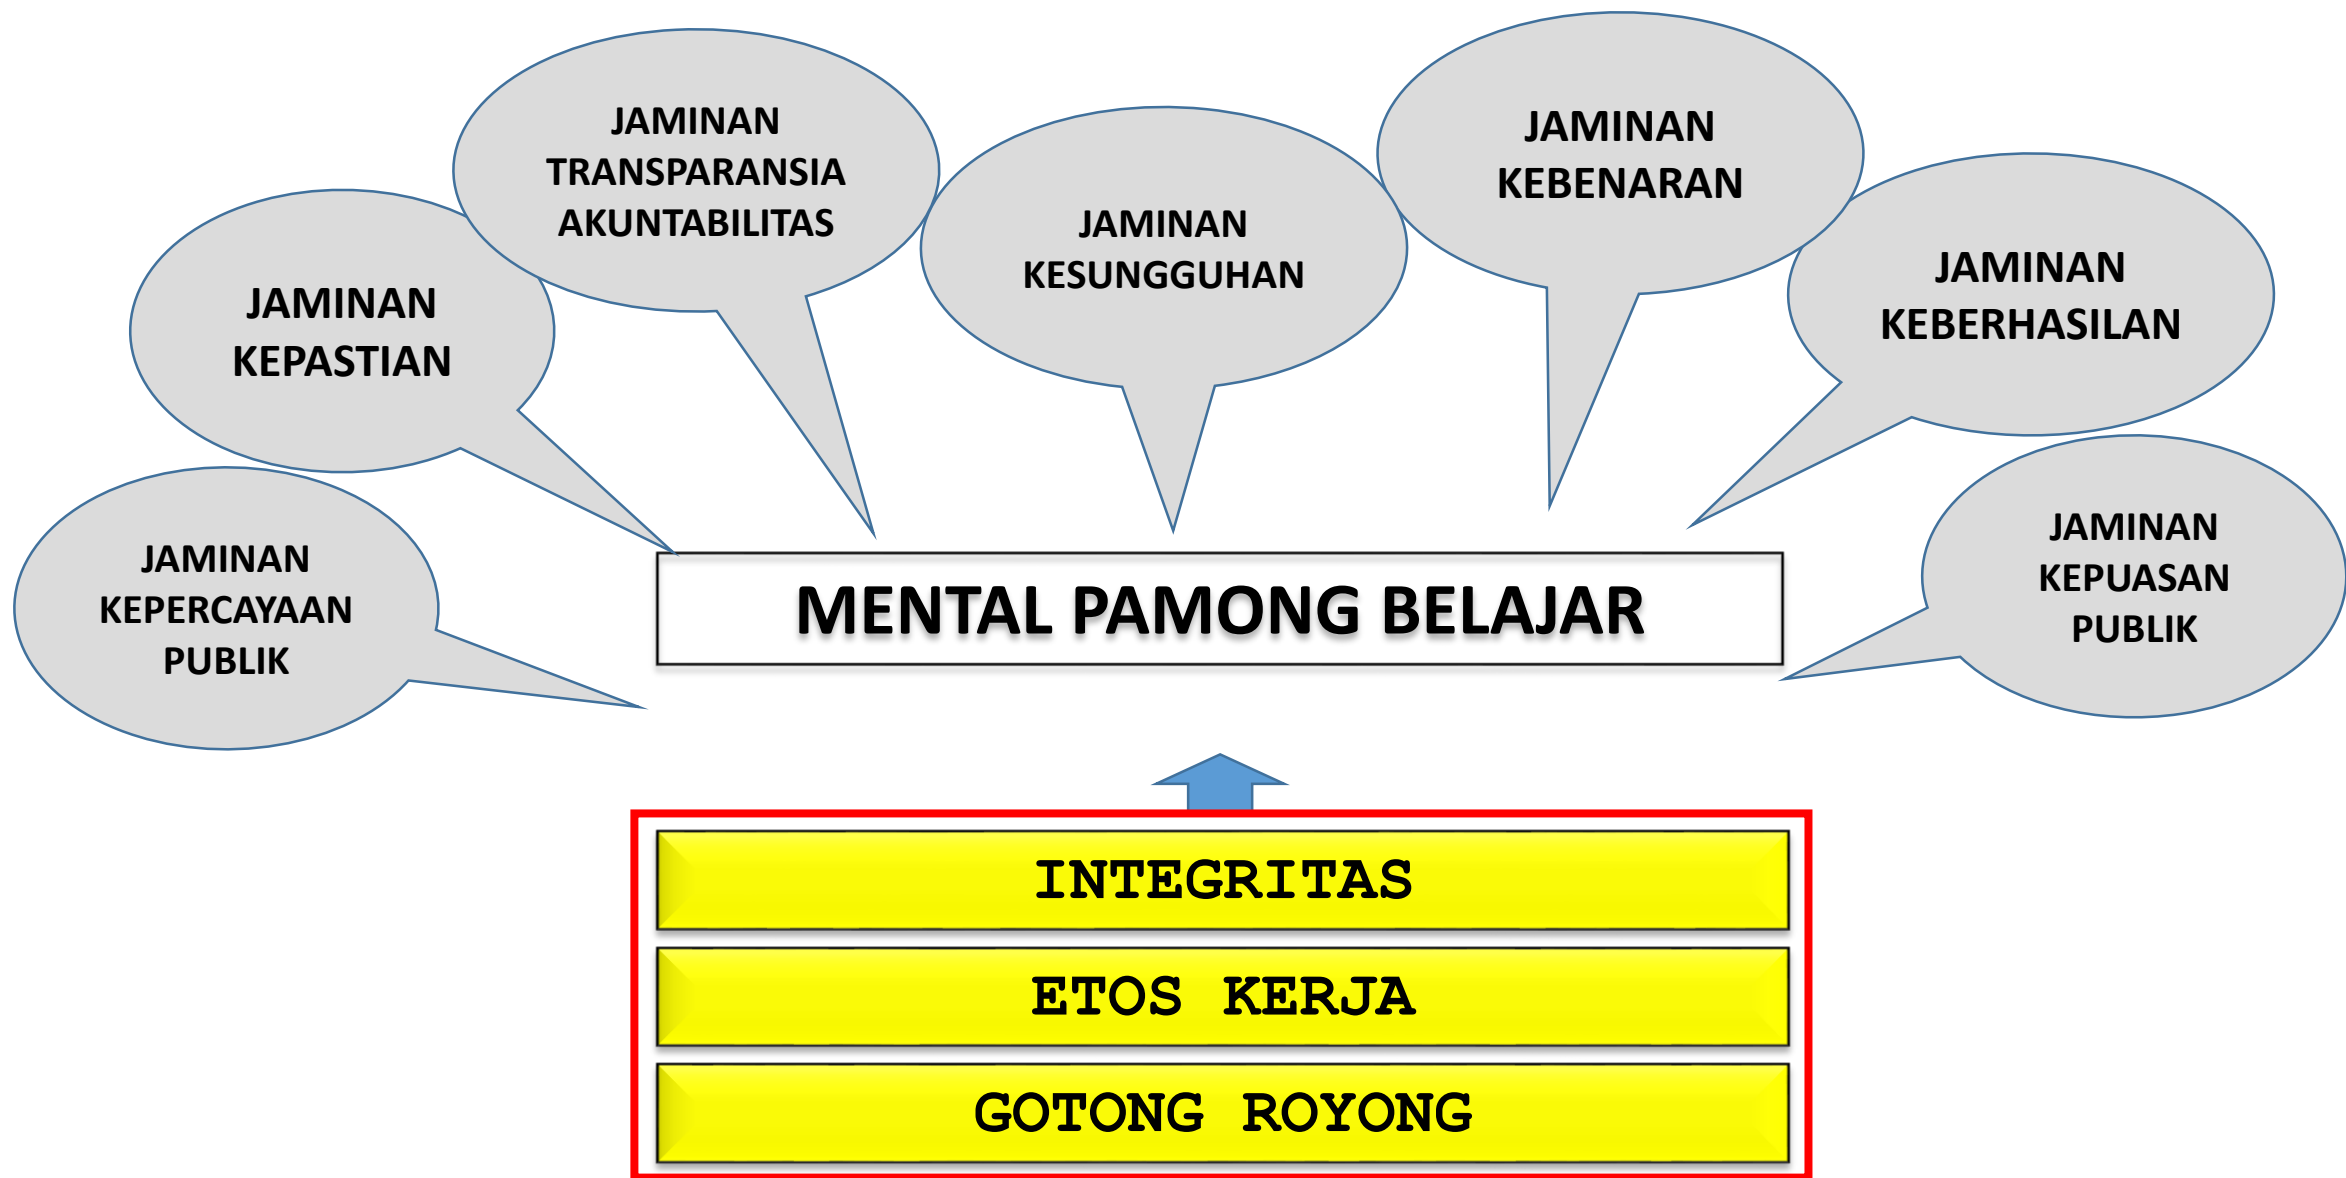 JAMINAN
TRANSPARANSIA
AKUNTABILITAS
JAMINAN
KEBENARAN
JAMINAN
KESUNGGUHAN
JAMINAN
KEBERHASILAN
JAMINAN
KEPASTIAN
JAMINAN
KEPUASAN
PUBLIK
JAMINAN
KEPERCAYAAN
PUBLIK
MENTAL PAMONG BELAJAR
INTEGRITAS
ETOS KERJA
GOTONG ROYONG